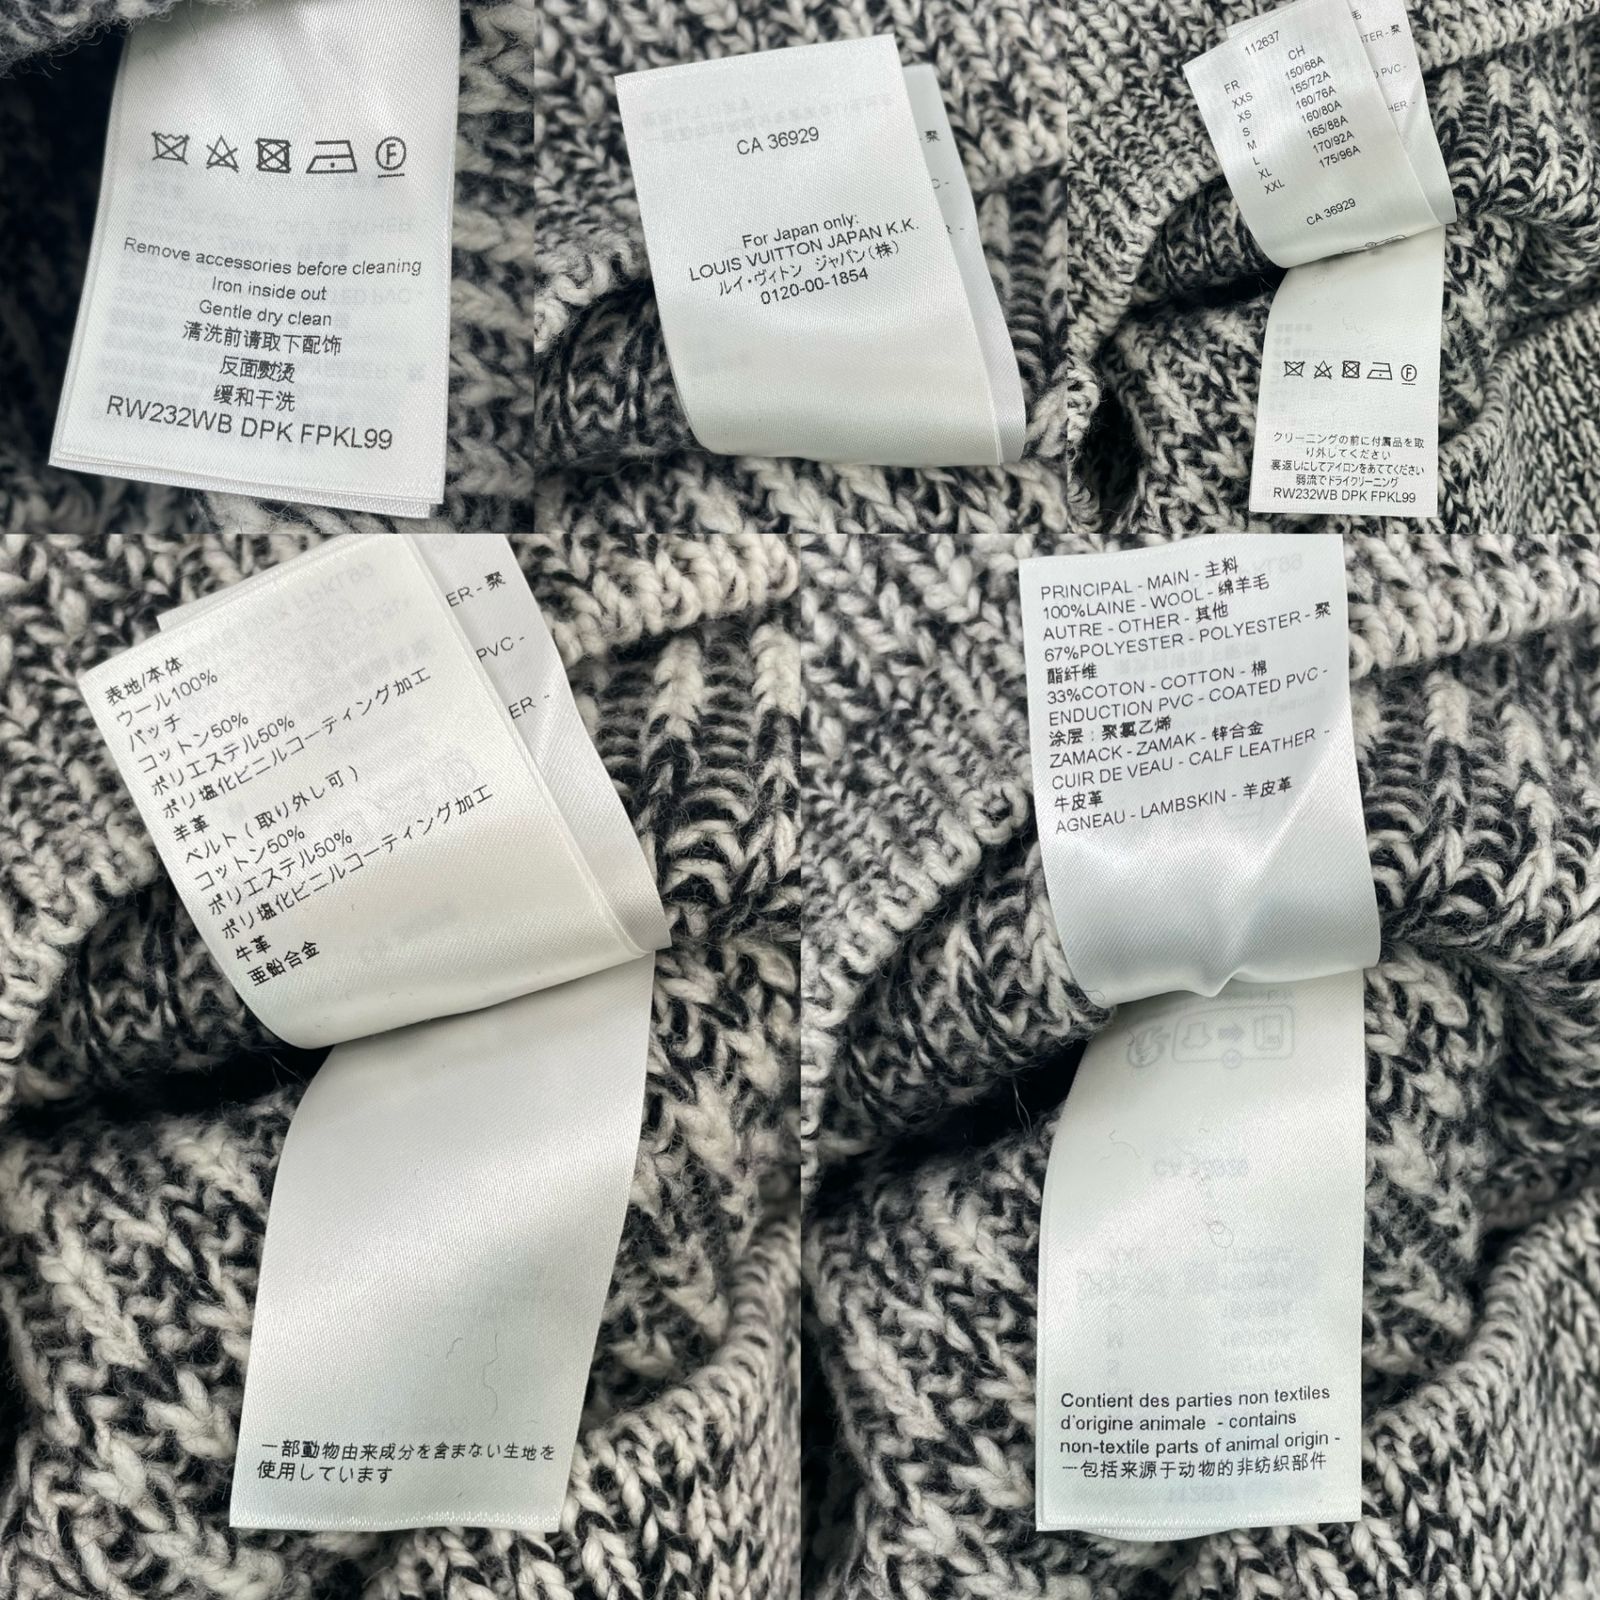 Remove accessories before cleaning
Iron inside out
Gentle dry clean
清洗前请取下配饰
反面熨烫
缓和干洗
RW232WB DPK FPKL99
CA 36929
For Japan only:
LOUIS VUITTON JAPAN K.K.
ルイ・ヴィトン ジャパン(株)
0120-00-1854
112637
FR CH
XXS 150/68A
XS 155/72A
S 160/76A
M 160/80A
L 165/88A
XL 170/92A
XXL 175/96A
CA 36929
クリーニングの前に付属品を取
り外してください
裏返しにしてアイロンをあててください
弱流でドライクリーニング
RW232WB DPK FPKL99
表地/本体
ウール100%
パッチ
コットン50%
ポリエステル50%
ポリ塩化ビニルコーティング加工
羊革
ベルト(取り外し可)
コットン50%
ポリエステル50%
ポリ塩化ビニルコーティング加工
牛革
亜鉛合金
ER - 聚
PVC -
ER -
一部動物由来成分を含まない生地を
使用しています
PRINCIPAL - MAIN - 主料
100%LAINE - WOOL - 绵羊毛
AUTRE - OTHER - 其他
67%POLYESTER - POLYESTER - 聚
酯纤维
33%COTON - COTTON - 棉
ENDUCTION PVC - COATED PVC -
涂层：聚氯乙烯
ZAMACK - ZAMAK - 锌合金
CUIR DE VEAU - CALF LEATHER -
牛皮革
AGNEAU - LAMBSKIN - 羊皮革
Contient des parties non textiles
d'origine animale - contains
non-textile parts of animal origin -
一包括来源于动物的非纺织部件